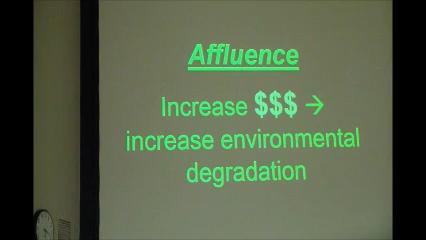 Affluence
Increase $$$ →
increase environmental
degradation